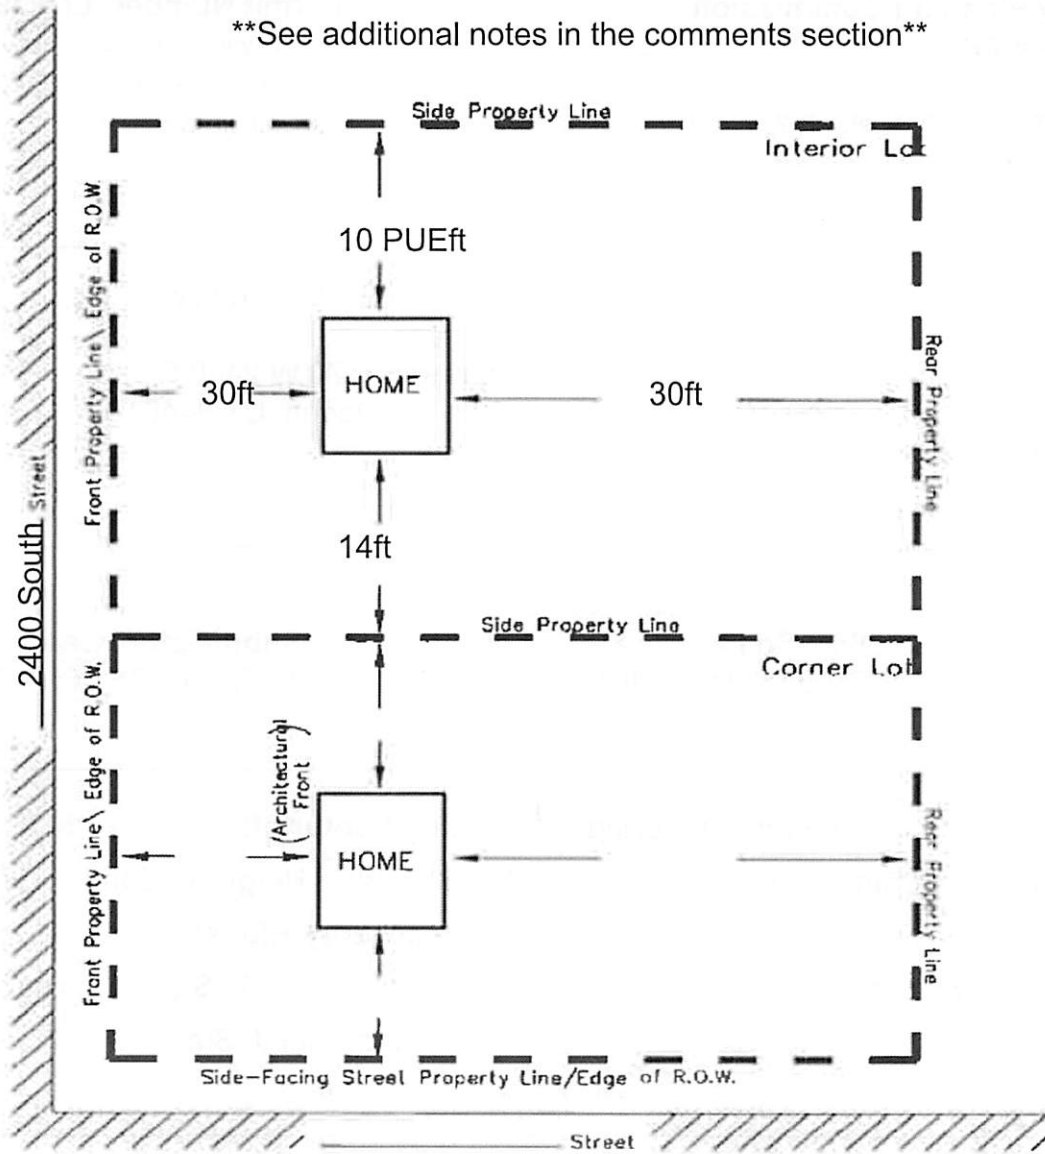 **See additional notes in the comments section**
Side Property Line
Interior Lot
10 PUEft
Front Property Line\ Edge of R.O.W.
30ft
HOME
30ft
Rear Property Line
14ft
2400 South Street
Side Property Line
Corner Lot
Front Property Line\ Edge of R.O.W.
(Architectural
Front)
HOME
Rear Property Line
Side-Facing Street Property Line/Edge of R.O.W.
Street